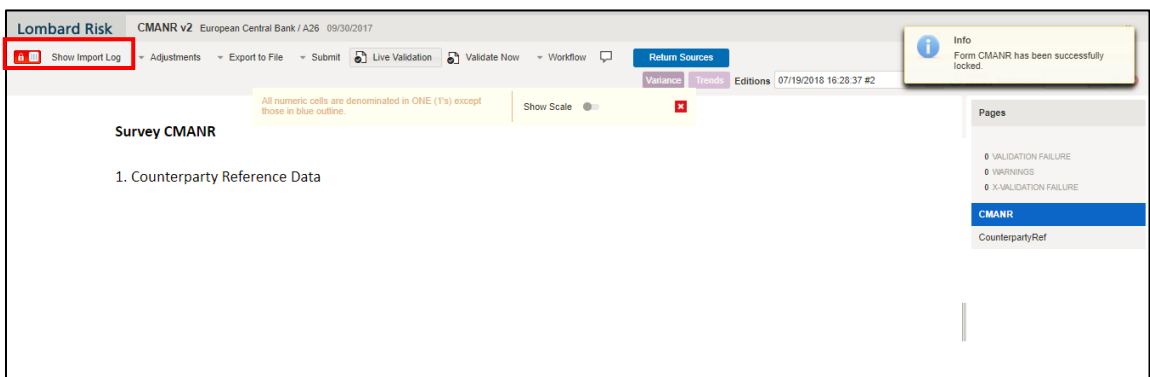 Lombard Risk CMANR v2 European Central Bank / A26 09/30/2017
Show Import Log Adjustments Export to File Submit Live Validation Validate Now Workflow Return Sources
Info
Form CMANR has been successfully
locked.
Variance Trends Editions 07/19/2018 16:28:37 #2
All numeric cells are denominated in ONE (1's) except
those in blue outline.
Show Scale
Survey CMANR
1. Counterparty Reference Data
Pages
0 VALIDATION FAILURE
0 WARNINGS
0 X-VALIDATION FAILURE
CMANR
CounterpartyRef